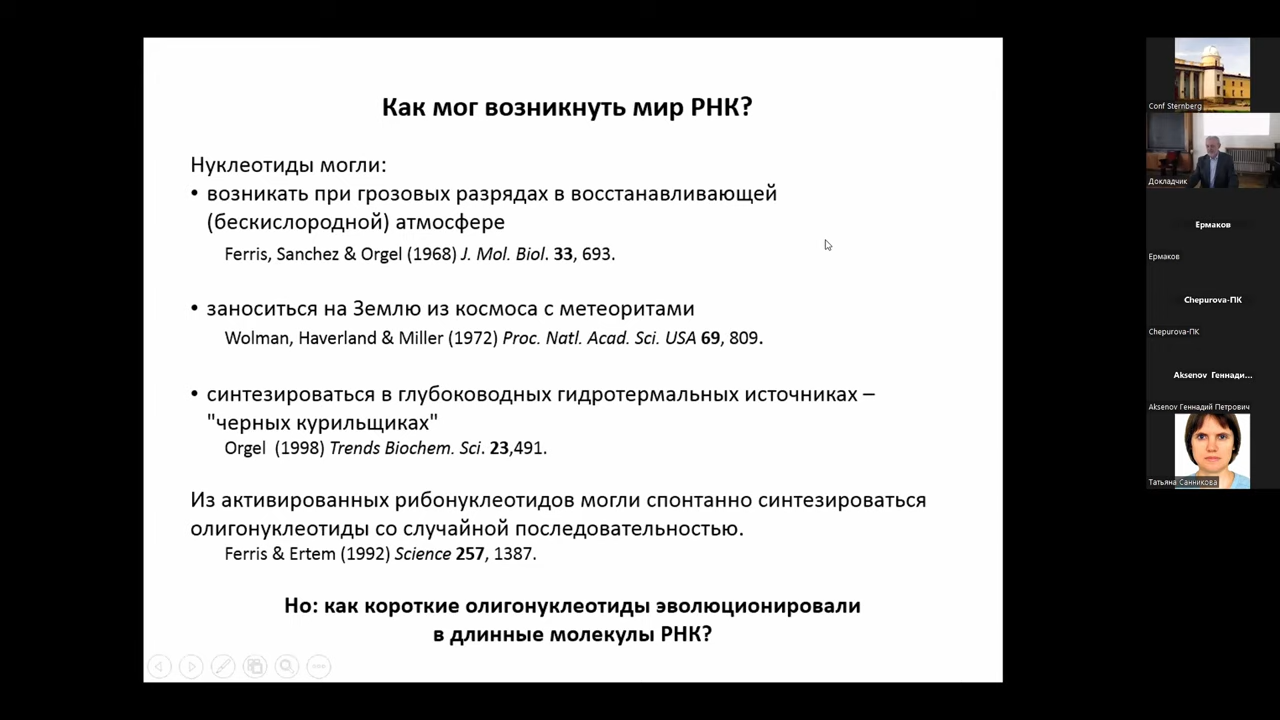 Как мог возникнуть мир РНК?
Нуклеотиды могли:
• возникать при грозовых разрядах в восстанавливающей
(бескислородной) атмосфере
Ferris, Sanchez & Orgel (1968) J. Mol. Biol. 33, 693.
• заноситься на Землю из космоса с метеоритами
Wolman, Haverland & Miller (1972) Proc. Natl. Acad. Sci. USA 69, 809.
• синтезироваться в глубоководных гидротермальных источниках –
"черных курильщиках"
Orgel (1998) Trends Biochem. Sci. 23,491.
Из активированных рибонуклеотидов могли спонтанно синтезироваться
олигонуклеотиды со случайной последовательностью.
Ferris & Ertem (1992) Science 257, 1387.
Но: как короткие олигонуклеотиды эволюционировали
в длинные молекулы РНК?
Conf Sternberg
Докладчик
Ермаков
Ермаков
Chepurova-ПК
Chepurova-ПК
Aksenov Геннади...
Aksenov Геннадий Петрович
Татьяна Санникова